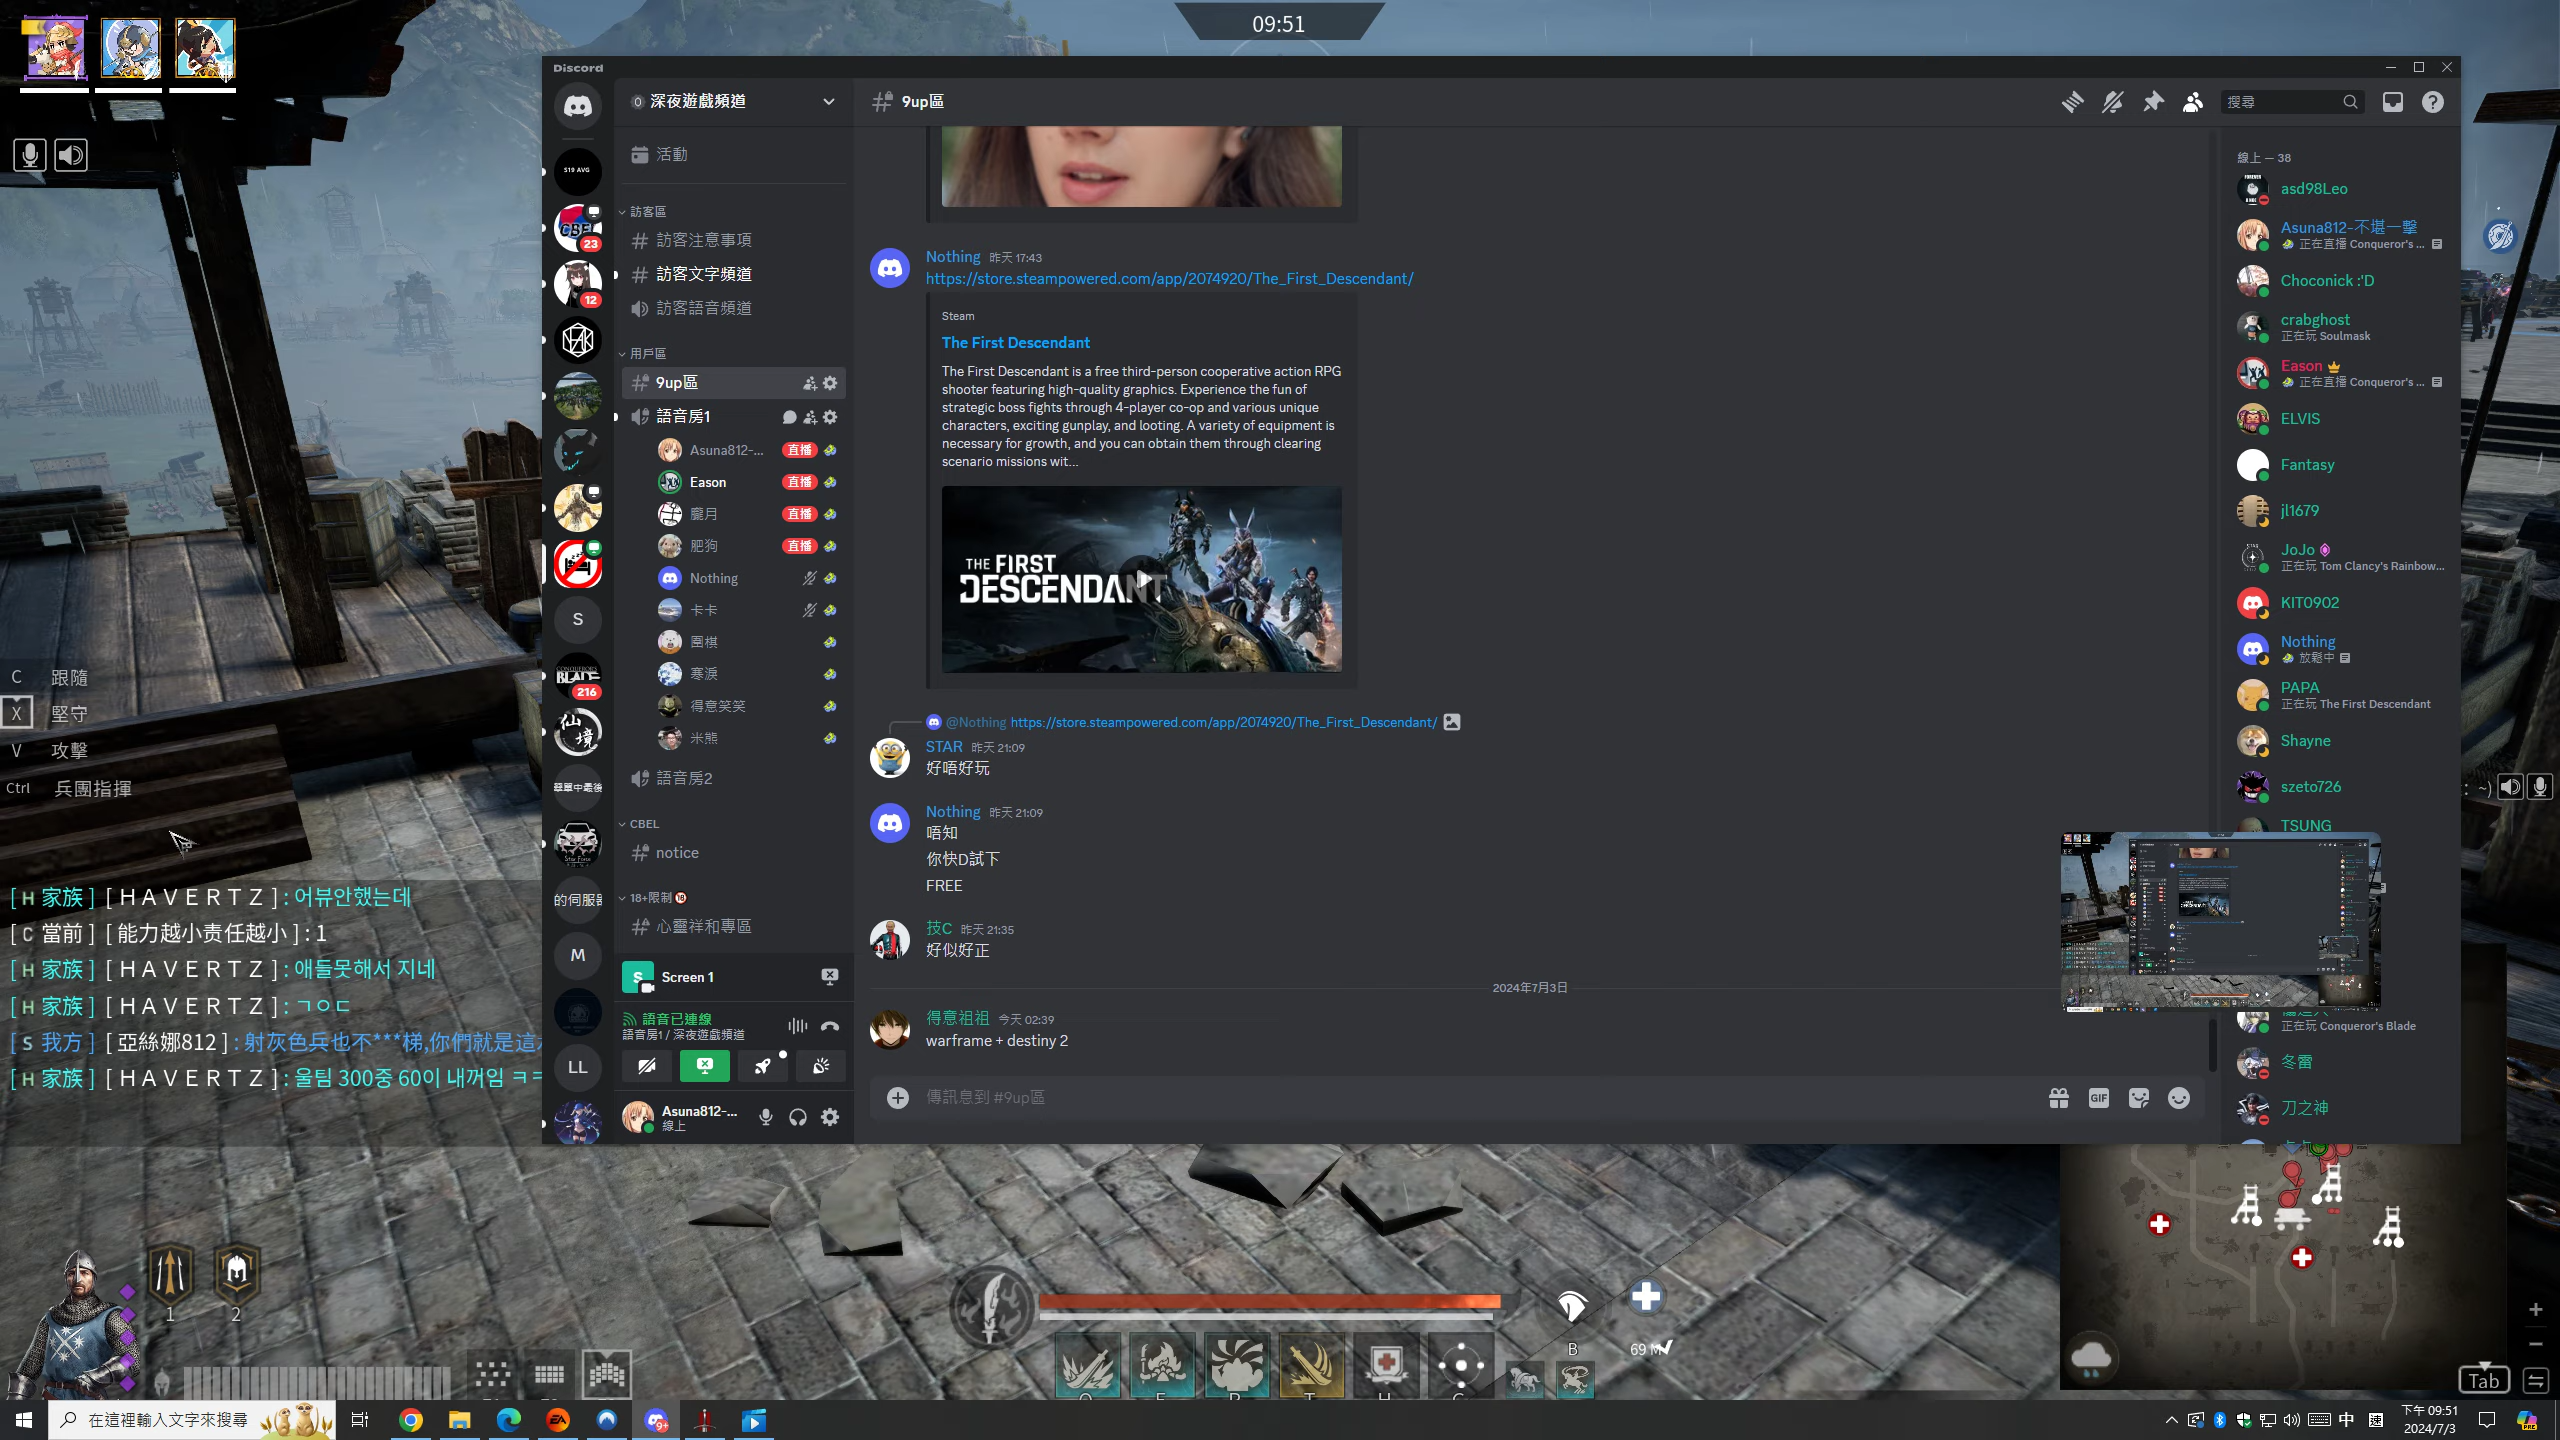 09:51
Discord
深夜遊戲頻道
9up區
搜尋
S19 AVG
CBEL
23
12
S
CONQUEROR'S
BLADE
216
仙境
的伺服器
M
LL
活動
訪客區
訪客注意事項
訪客文字頻道
訪客語音頻道
用戶區
9up區
語音房1
Asuna812-... 直播
Eason 直播
朧月 直播
肥狗 直播
Nothing
卡卡
圍棋
寒淚
得意笑笑
米熊
語音房2
CBEL
notice
18+限制🔞
心靈祥和專區
S Screen 1
語音已連線
語音房1 / 深夜遊戲頻道
Asuna812-...
線上
Nothing 昨天 17:43
https://store.steampowered.com/app/2074920/The_First_Descendant/
Steam
The First Descendant
The First Descendant is a free third-person cooperative action RPG
shooter featuring high-quality graphics. Experience the fun of
strategic boss fights through 4-player co-op and various unique
characters, exciting gunplay, and looting. A variety of equipment is
necessary for growth, and you can obtain them through clearing
scenario missions wit...
THE FIRST
DESCENDANT
@Nothing https://store.steampowered.com/app/2074920/The_First_Descendant/
STAR 昨天 21:09
好唔好玩
Nothing 昨天 21:09
唔知
你快D試下
FREE
技C 昨天 21:35
好似好正
2024年7月3日
得意祖祖 今天 02:39
warframe + destiny 2
傳訊息到 #9up區
GIF
線上 — 38
asd98Leo
Asuna812-不堪一擊
正在直播 Conqueror's ...
Choconick :'D
crabghost
正在玩 Soulmask
Eason
正在直播 Conqueror's ...
ELVIS
Fantasy
jl1679
JoJo
正在玩 Tom Clancy's Rainbow...
KIT0902
Nothing
放鬆中
PAPA
正在玩 The First Descendant
Shayne
szeto726
TSUNG
正在玩 Conqueror's Blade
冬雷
刀之神
C 跟隨
X 堅守
V 攻擊
Ctrl 兵團指揮
[ H 家族 ] [ H A V E R T Z ] : 어뷰안했는데
[ C 當前 ] [ 能力越小责任越小 ] : 1
[ H 家族 ] [ H A V E R T Z ] : 애들못해서 지네
[ H 家族 ] [ H A V E R T Z ] : ㄱㅇㄷ
[ S 我方 ] [ 亞絲娜812 ] : 射灰色兵也不***梯,你們就是這
[ H 家族 ] [ H A V E R T Z ] : 울팀 300중 60이 내꺼임 ㅋ
1
2
B
69 M
Tab
在這裡輸入文字來搜尋
9+
中
下午 09:51
2024/7/3